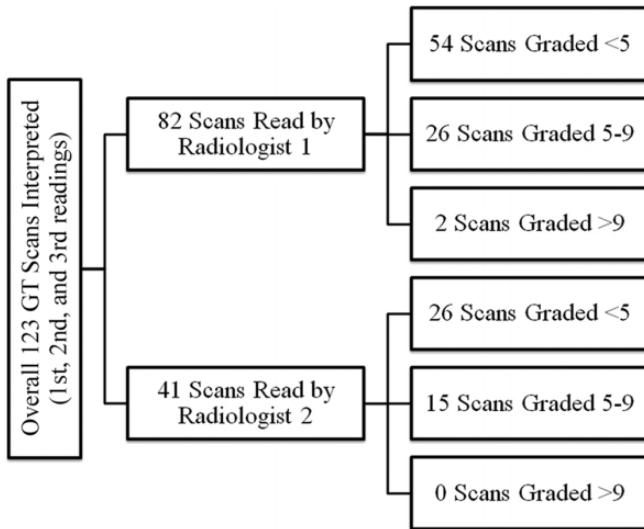 Overall 123 GT Scans Interpreted
(1st, 2nd, and 3rd readings)
82 Scans Read by
Radiologist 1
54 Scans Graded <5
26 Scans Graded 5-9
2 Scans Graded >9
41 Scans Read by
Radiologist 2
26 Scans Graded <5
15 Scans Graded 5-9
0 Scans Graded >9